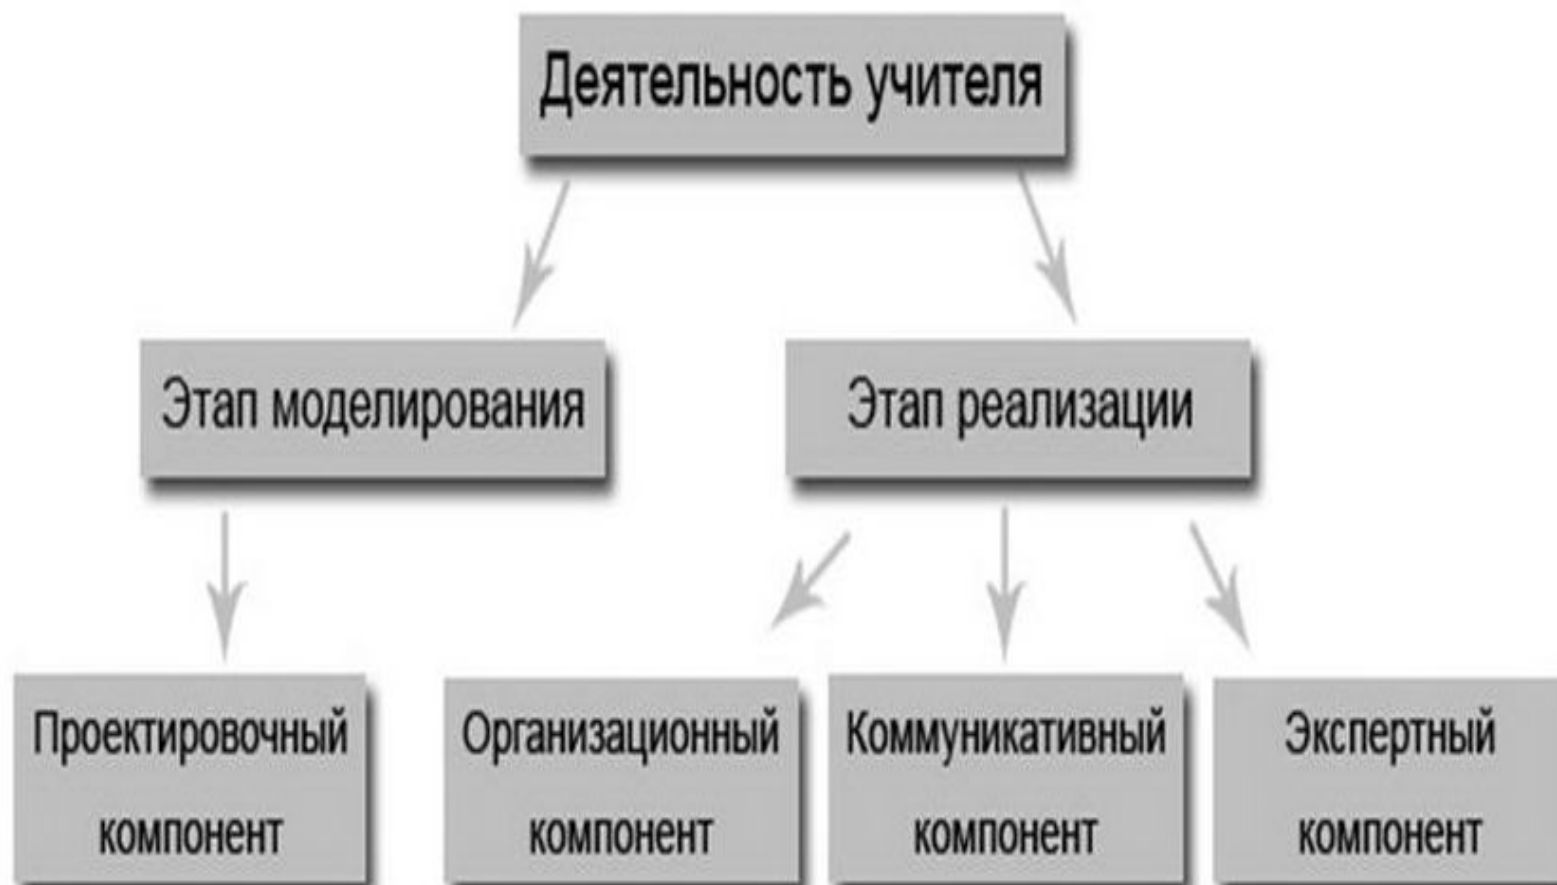 Деятельность учителя
Этап моделирования
Этап реализации
Проектировочный
компонент
Организационный
компонент
Коммуникативный
компонент
Экспертный
компонент